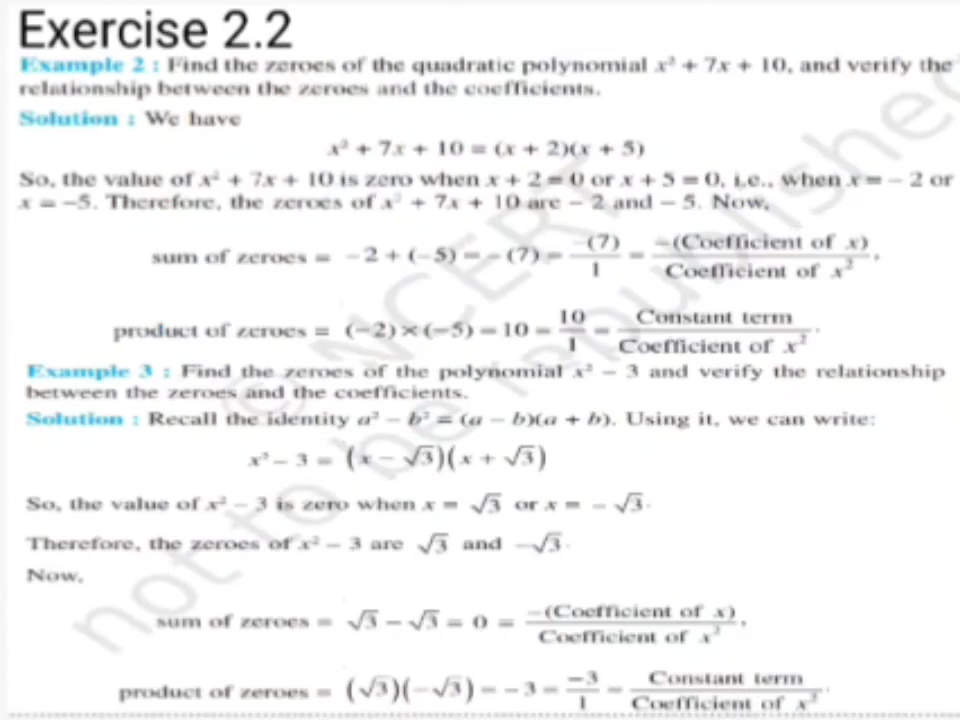 Exercise 2.2
Example 2 : Find the zeroes of the quadratic polynomial x² + 7x + 10, and verify the
relationship between the zeroes and the coefficients.
Solution : We have
x² + 7x + 10 = (x + 2)(x + 5)
So, the value of x² + 7x + 10 is zero when x + 2 = 0 or x + 5 = 0, i.e., when x = – 2 or
x = –5. Therefore, the zeroes of x² + 7x + 10 are – 2 and – 5. Now,
sum of zeroes = –2 + (–5) = – (7) = –(7)/1 = –(Coefficient of x)/Coefficient of x² ,
product of zeroes = (–2) × (–5) = 10 = 10/1 = Constant term/Coefficient of x² .
Example 3 : Find the zeroes of the polynomial x² – 3 and verify the relationship
between the zeroes and the coefficients.
Solution : Recall the identity a² – b² = (a – b)(a + b). Using it, we can write:
x² – 3 = (x – √3)(x + √3)
So, the value of x² – 3 is zero when x = √3 or x = – √3 .
Therefore, the zeroes of x² – 3 are √3 and –√3 .
Now,
sum of zeroes = √3 – √3 = 0 = –(Coefficient of x)/Coefficient of x² ,
product of zeroes = (√3)(–√3) = – 3 = –3/1 = Constant term/Coefficient of x² .
© NCERT
not to be republished